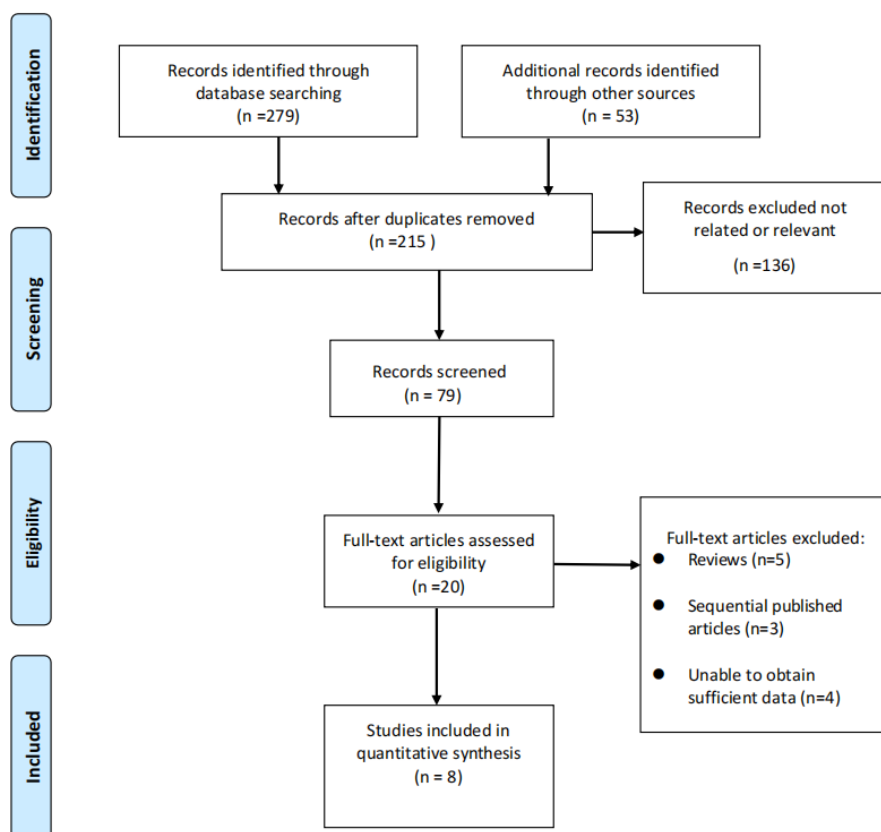 Identification
Records identified through
database searching
(n =279)
Additional records identified
through other sources
(n = 53)
Records after duplicates removed
(n =215 )
Records excluded not
related or relevant
(n =136)
Screening
Records screened
(n = 79)
Eligibility
Full-text articles assessed
for eligibility
(n =20)
Full-text articles excluded:
● Reviews (n=5)
● Sequential published
articles (n=3)
● Unable to obtain
sufficient data (n=4)
Included
Studies included in
quantitative synthesis
(n = 8)